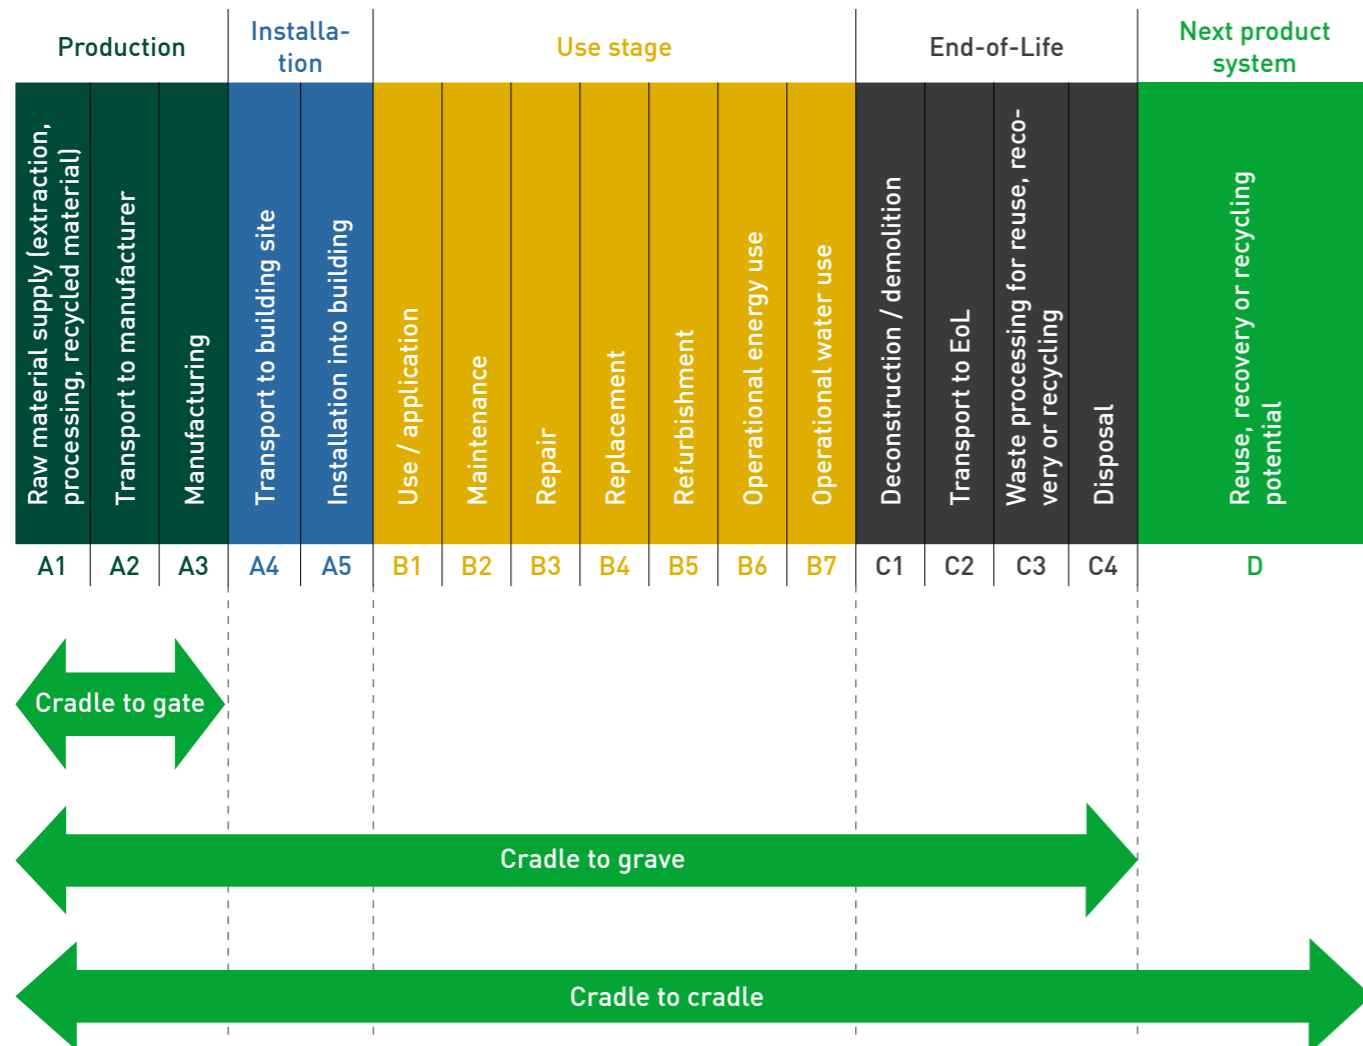 Production
Installa-
tion
Use stage
End-of-Life
Next product
system
Raw material supply (extraction,
processing, recycled material)
Transport to manufacturer
Manufacturing
Transport to building site
Installation into building
Use / application
Maintenance
Repair
Replacement
Refurbishment
Operational energy use
Operational water use
Deconstruction / demolition
Transport to EoL
Waste processing for reuse, reco-
very or recycling
Disposal
Reuse, recovery or recycling
potential
A1 A2 A3 A4 A5 B1 B2 B3 B4 B5 B6 B7 C1 C2 C3 C4 D
Cradle to gate
Cradle to grave
Cradle to cradle